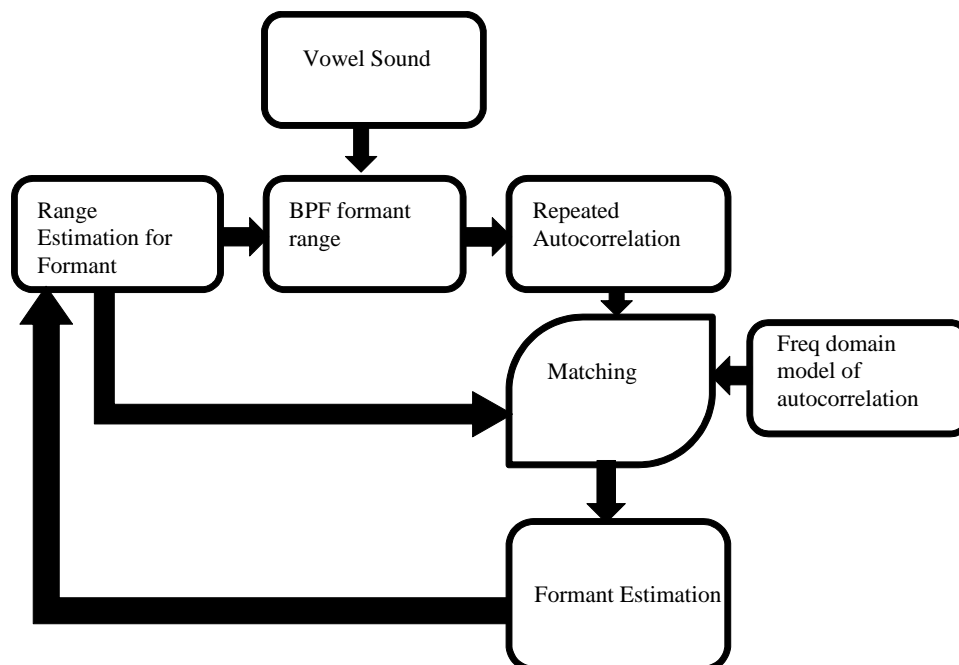 Vowel Sound
Range
Estimation for
Formant
BPF formant
range
Repeated
Autocorrelation
Matching
Freq domain
model of
autocorrelation
Formant Estimation